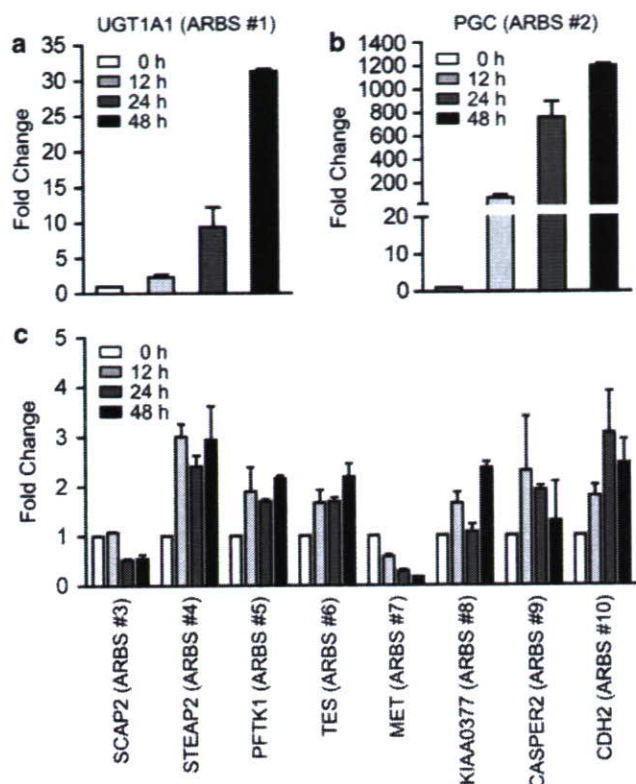 a
UGT1A1 (ARBS #1)
35
30
25
20
15
10
5
0
Fold Change
0 h
12 h
24 h
48 h
b
PGC (ARBS #2)
1400
1200
1000
800
600
400
200
20
10
0
Fold Change
0 h
12 h
24 h
48 h
c
5
4
3
2
1
0
Fold Change
0 h
12 h
24 h
48 h
SCAP2 (ARBS #3)
STEAP2 (ARBS #4)
PFTK1 (ARBS #5)
TES (ARBS #6)
MET (ARBS #7)
KIAA0377 (ARBS #8)
CASPER2 (ARBS #9)
CDH2 (ARBS #10)